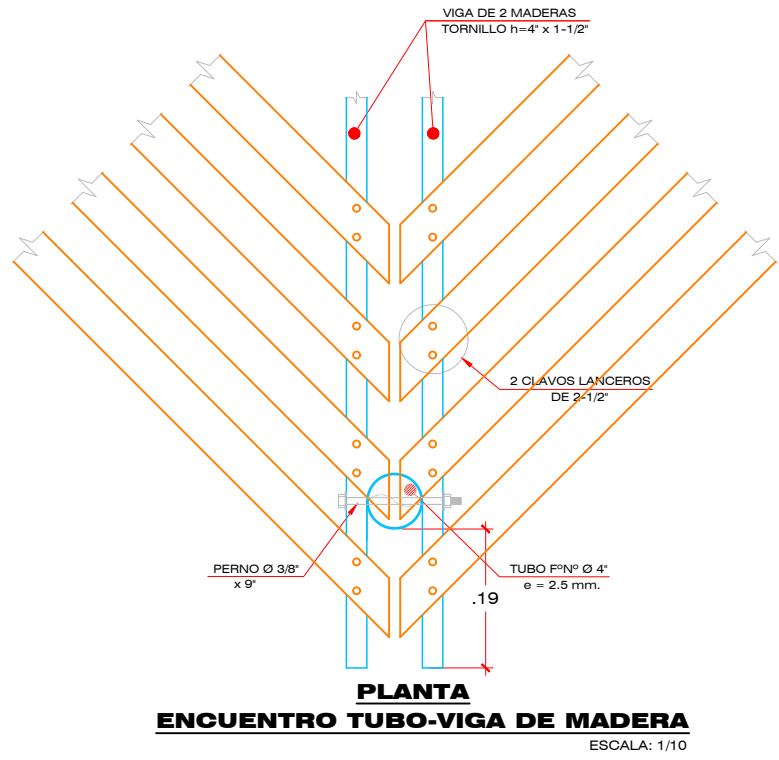 VIGA DE 2 MADERAS
TORNILLO h=4" x 1-1/2"
2 CLAVOS LANCEROS
DE 2-1/2"
PERNO Ø 3/8"
x 9"
TUBO FºNº Ø 4"
e = 2.5 mm.
.19
PLANTA
ENCUENTRO TUBO-VIGA DE MADERA
ESCALA: 1/10